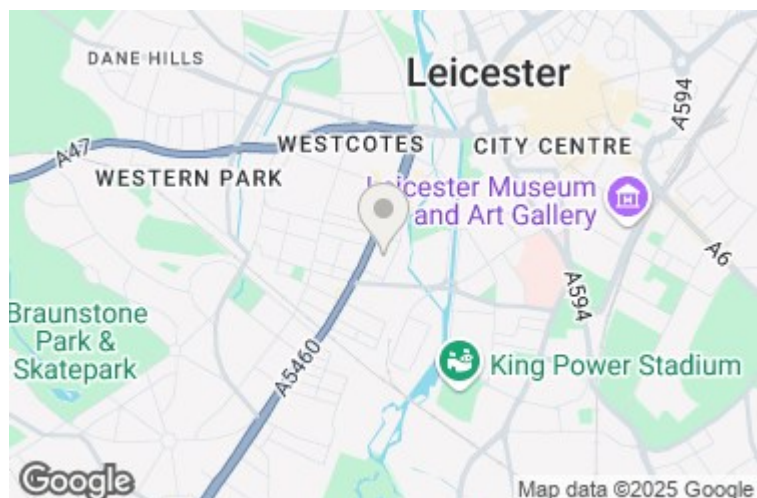 DANE HILLS
Leicester
A594
WESTCOTES
CITY CENTRE
A47
WESTERN PARK
Leicester Museum
and Art Gallery
A6
A594
Braunstone
Park &
Skatepark
A5460
King Power Stadium
Google
Map data ©2025 Google